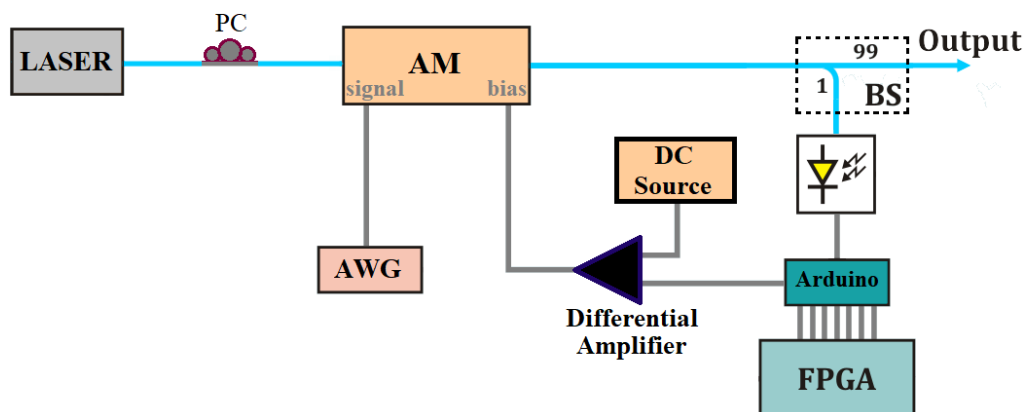 PC
LASER
AM
signal
bias
99
Output
1
BS
DC
Source
AWG
Differential
Amplifier
Arduino
FPGA